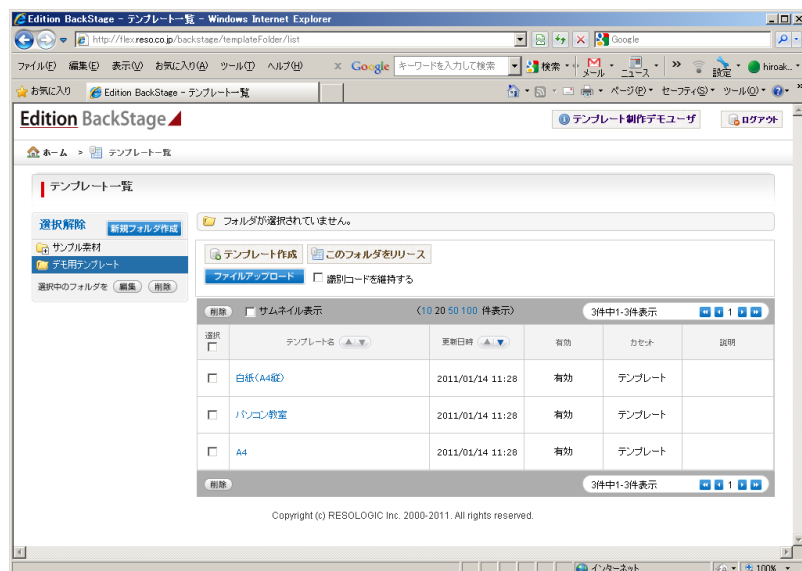 Edition BackStage - テンプレート一覧 - Windows Internet Explorer
http://flex.reso.co.jp/backstage/templateFolder/list
Google
ファイル(F) 編集(E) 表示(V) お気に入り(A) ツール(T) ヘルプ(H) × Google キーワードを入力して検索 検索 メール ニュース » 設定 hiroak...
お気に入り Edition BackStage - テンプレート一覧 ページ(P) セーフティ(S) ツール(O) »
Edition BackStage テンプレート制作デモユーザ ログアウト
ホーム > テンプレート一覧
テンプレート一覧
選択解除 新規フォルダ作成
サンプル素材
デモ用テンプレート
選択中のフォルダを 編集 削除
フォルダが選択されていません。
テンプレート作成 このフォルダをリリース
ファイルアップロード 識別コードを維持する
削除 サムネイル表示 (10 20 50 100 件表示) 3件中1-3件表示 1
選択 テンプレート名 ▲ ▼ 更新日時 ▲ ▼ 有効 カセット 説明
白紙(A4縦) 2011/01/14 11:28 有効 テンプレート
パソコン教室 2011/01/14 11:28 有効 テンプレート
A4 2011/01/14 11:28 有効 テンプレート
削除 3件中1-3件表示 1
Copyright (c) RESOLOGIC Inc. 2000-2011. All rights reserved.
インターネット 100%